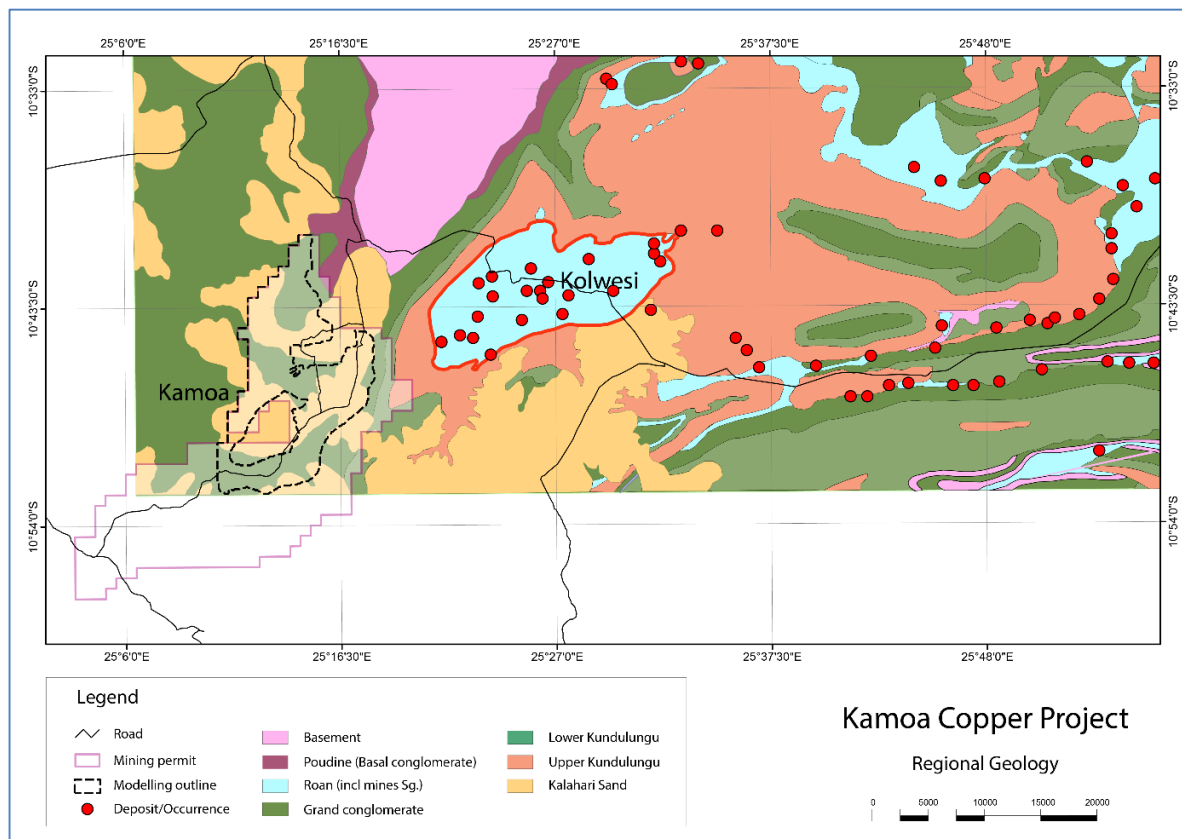 25°6'0"E 25°16'30"E 25°27'0"E 25°37'30"E 25°48'0"E
10°33'0"S 10°33'0"S
Kolwesi
10°43'30"S 10°43'30"S
Kamoa
10°54'0"S 10°54'0"S
25°6'0"E 25°16'30"E 25°27'0"E 25°37'30"E 25°48'0"E
Legend
Road
Mining permit
Modelling outline
Deposit/Occurrence
Basement
Poudine (Basal conglomerate)
Roan (incl mines Sg.)
Grand conglomerate
Lower Kundulungu
Upper Kundulungu
Kalahari Sand
Kamoa Copper Project
Regional Geology
0 5000 10000 15000 20000